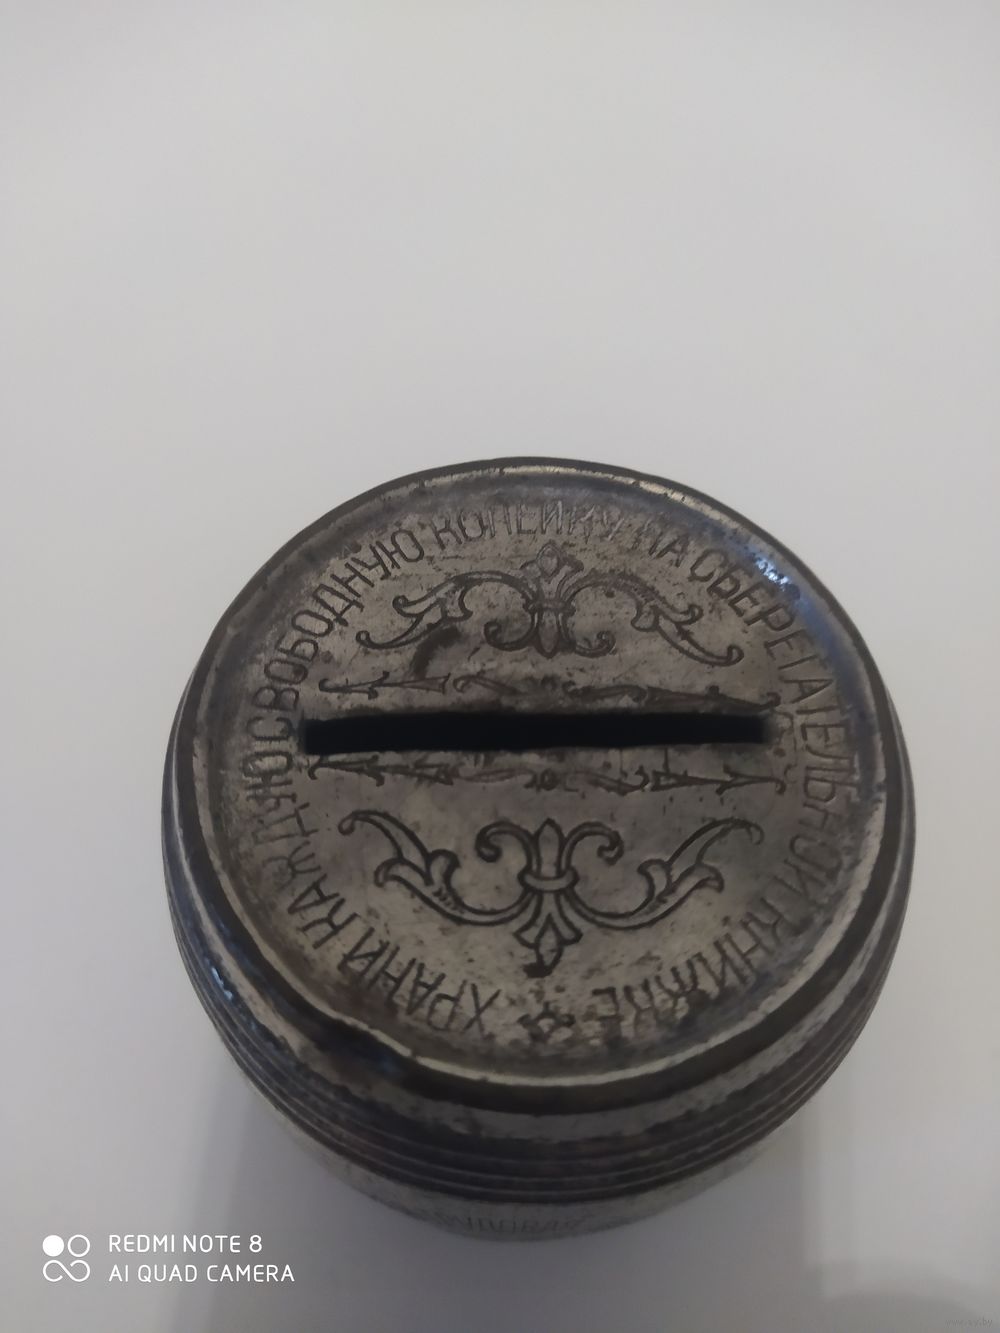 ХРАНИ КАЖДУЮ СВОБОДНУЮ КОПЕЙКУ НА СБЕРЕГАТЕЛЬНОЙ КНИЖКЕ
REDMI NOTE 8
AI QUAD CAMERA